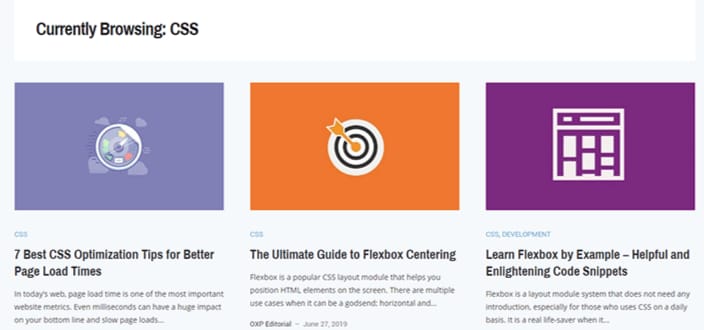 Currently Browsing: CSS
CSS
7 Best CSS Optimization Tips for Better
Page Load Times
In today's web, page load time is one of the most important
website metrics. Even milliseconds can have a huge impact
on your bottom line and slow page loads...
CSS
The Ultimate Guide to Flexbox Centering
Flexbox is a popular CSS layout module that helps you
position HTML elements on the screen. There are multiple
use cases when it can be a godsend: horizontal and...
OXP Editorial – June 27, 2019
CSS, DEVELOPMENT
Learn Flexbox by Example – Helpful and
Enlightening Code Snippets
Flexbox is a layout module system that does not need any
introduction, especially for those who uses CSS on a daily
basis. It is a real life-saver when it...